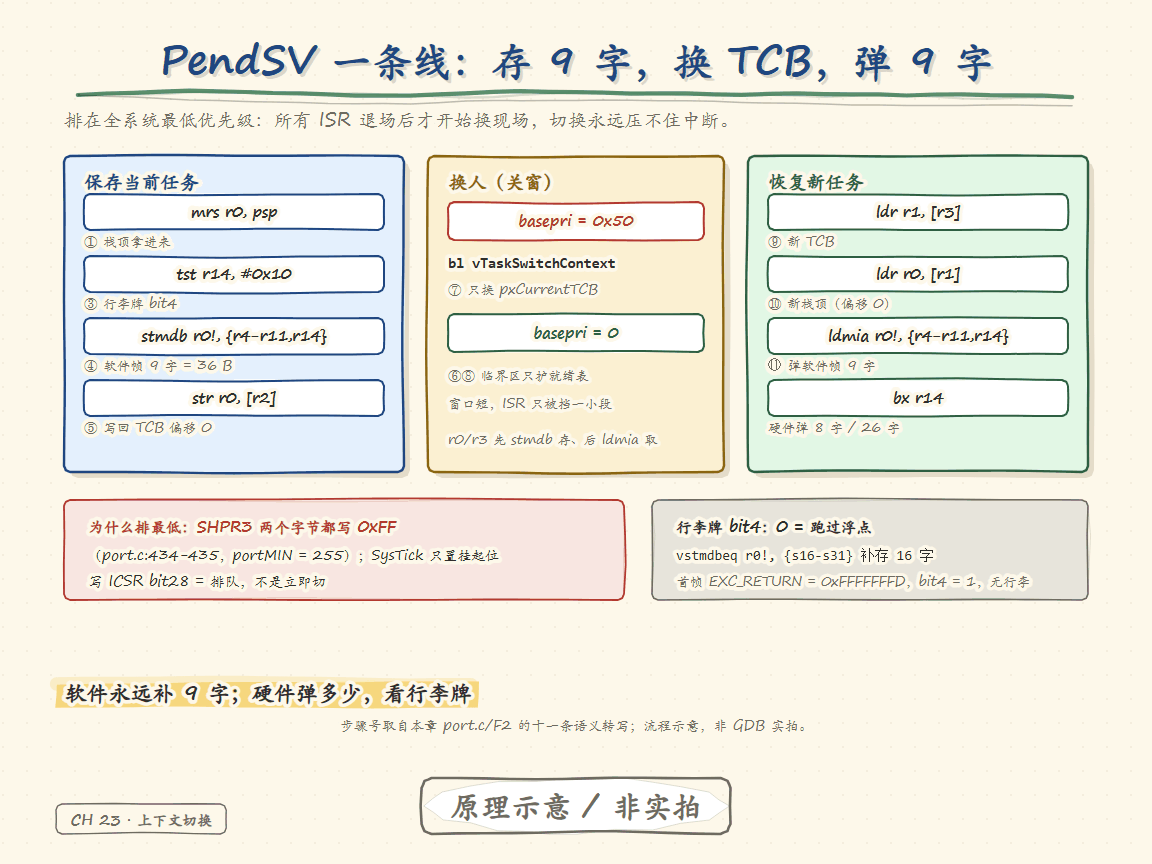 PendSV 一条线：存 9 字，换 TCB，弹 9 字
排在全系统最低优先级：所有 ISR 退场后才开始换现场，切换永远压不住中断。
保存当前任务
mrs r0, psp
① 栈顶拿进来
tst r14, #0x10
③ 行李牌 bit4
stmdb r0!, {r4-r11,r14}
④ 软件帧 9 字 = 36 B
str r0, [r2]
⑤ 写回 TCB 偏移 0
换人（关窗）
basepri = 0x50
bl vTaskSwitchContext
⑦ 只换 pxCurrentTCB
basepri = 0
⑥⑧ 临界区只护就绪表
窗口短，ISR 只被挡一小段
r0/r3 先 stmdb 存、后 ldmia 取
恢复新任务
ldr r1, [r3]
⑨ 新 TCB
ldr r0, [r1]
⑩ 新栈顶（偏移 0）
ldmia r0!, {r4-r11,r14}
⑪ 弹软件帧 9 字
bx r14
硬件弹 8 字 / 26 字
为什么排最低：SHPR3 两个字节都写 0xFF
（port.c:434-435，portMIN = 255）；SysTick 只置挂起位
写 ICSR bit28 = 排队，不是立即切
行李牌 bit4：0 = 跑过浮点
vstmdbeq r0!, {s16-s31} 补存 16 字
首帧 EXC_RETURN = 0xFFFFFFFD，bit4 = 1，无行李
软件永远补 9 字；硬件弹多少，看行李牌
步骤号取自本章 port.c/F2 的十一条语义转写；流程示意，非 GDB 实拍。
原理示意 / 非实拍
CH 23 · 上下文切换